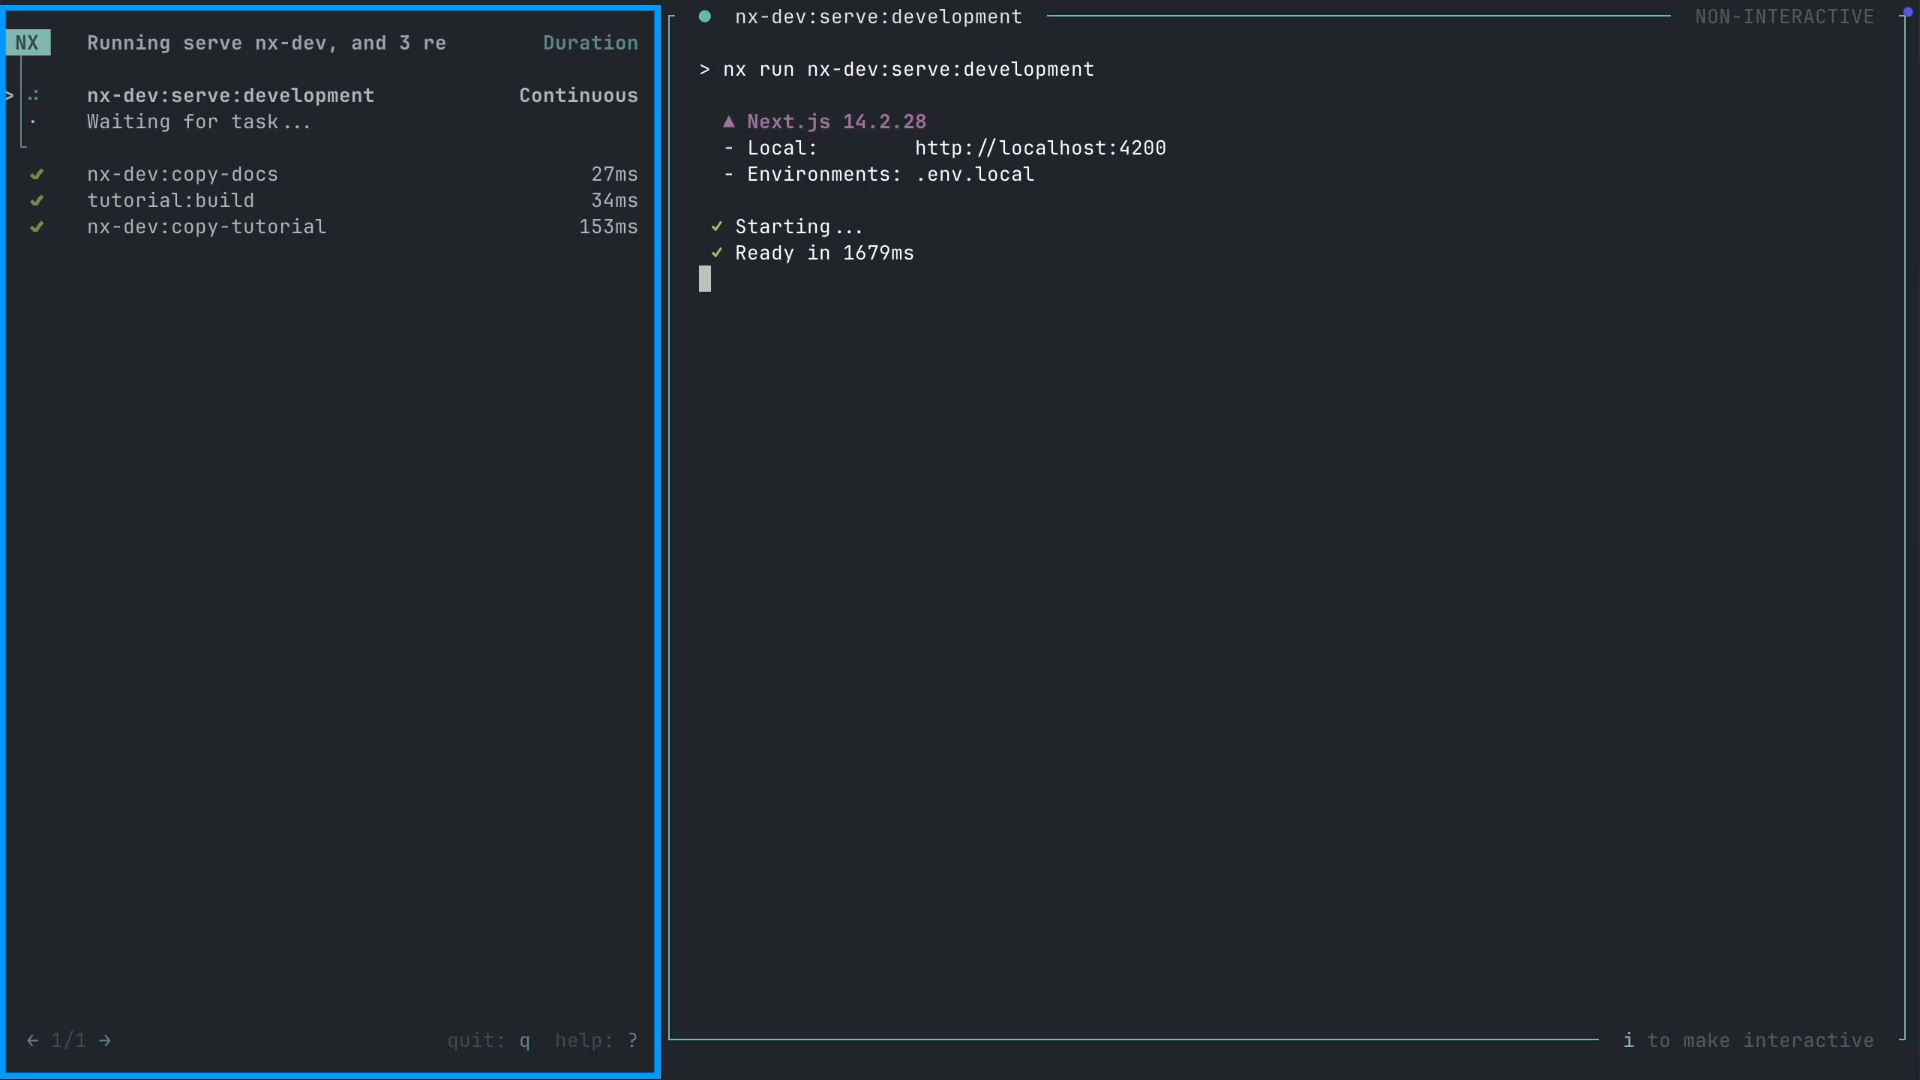 NX Running serve nx-dev, and 3 re Duration
> nx-dev:serve:development Continuous
· Waiting for task...
✔ nx-dev:copy-docs 27ms
✔ tutorial:build 34ms
✔ nx-dev:copy-tutorial 153ms
← 1/1 → quit: q help: ?
● nx-dev:serve:development NON-INTERACTIVE
> nx run nx-dev:serve:development
▲ Next.js 14.2.28
- Local: http://localhost:4200
- Environments: .env.local
✓ Starting...
✓ Ready in 1679ms
i to make interactive